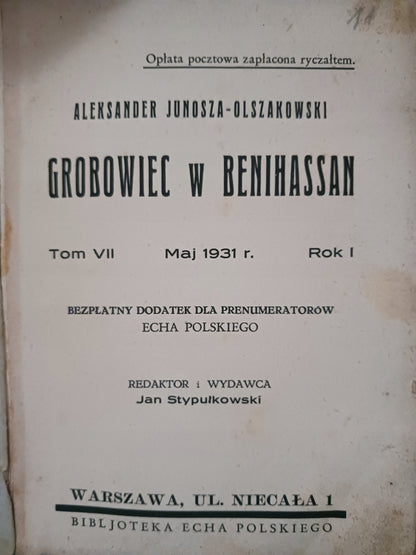 Opłata pocztowa zapłacona ryczałtem.
ALEKSANDER JUNOSZA-OLSZAKOWSKI
GROBOWIEC w BENIHASSAN
Tom VII Maj 1931 r. Rok I
BEZPŁATNY DODATEK DLA PRENUMERATORÓW
ECHA POLSKIEGO
REDAKTOR i WYDAWCA
Jan Stypułkowski
WARSZAWA, UL. NIECAŁA 1
BIBLJOTEKA ECHA POLSKIEGO